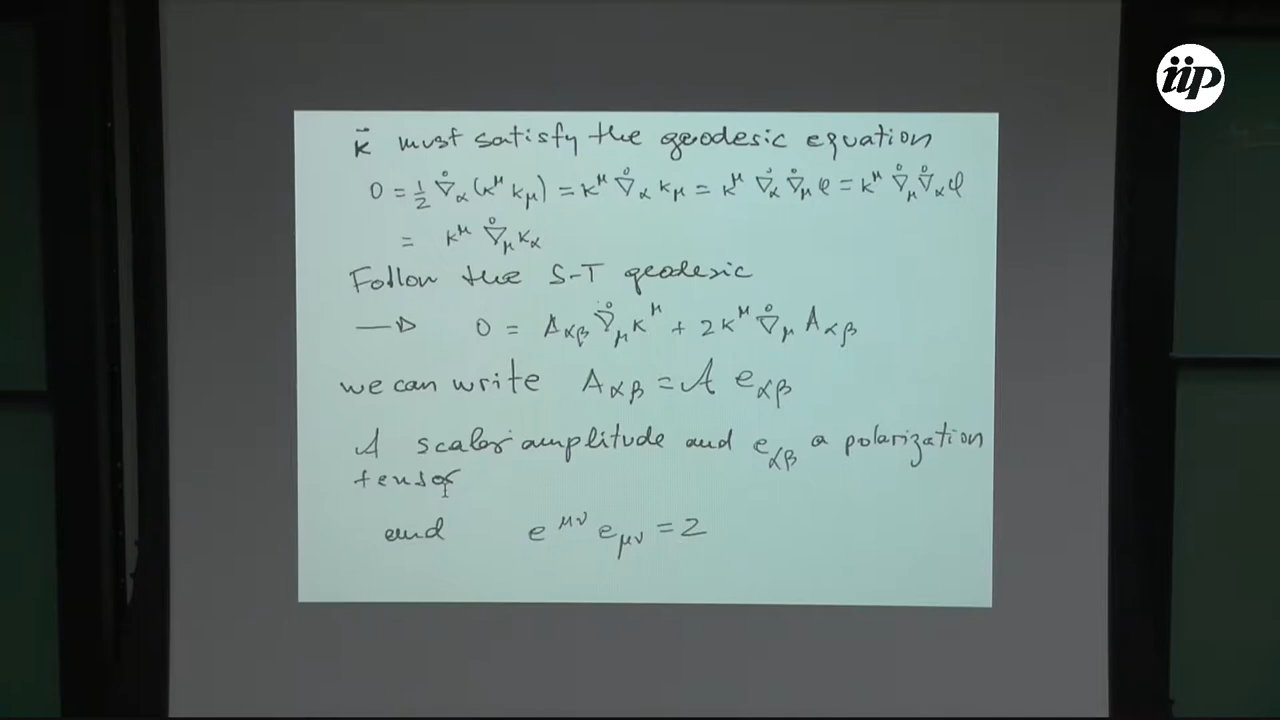 iip
k⃗ must satisfy the geodesic equation
0 = ½ ∇̊_α (k^μ k_μ) = k^μ ∇̊_α k_μ = k^μ ∇̊_α ∇̊_μ φ = k^μ ∇̊_μ ∇̊_α φ
= k^μ ∇̊_μ k_α
Follow the S-T geodesic
—▷ 0 = A_αβ ∇̊_μ k^μ + 2k^μ ∇̊_μ A_αβ
we can write A_αβ = 𝒜 e_αβ
𝒜 scalar amplitude and e_αβ a polarization
tensor
and e^μν e_μν = 2